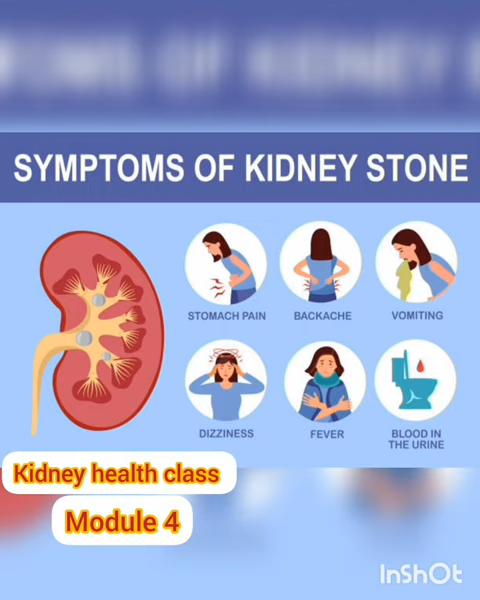 SYMPTOMS OF KIDNEY STONE
STOMACH PAIN
BACKACHE
VOMITING
DIZZINESS
FEVER
BLOOD IN
THE URINE
Kidney health class
Module 4
InShOt